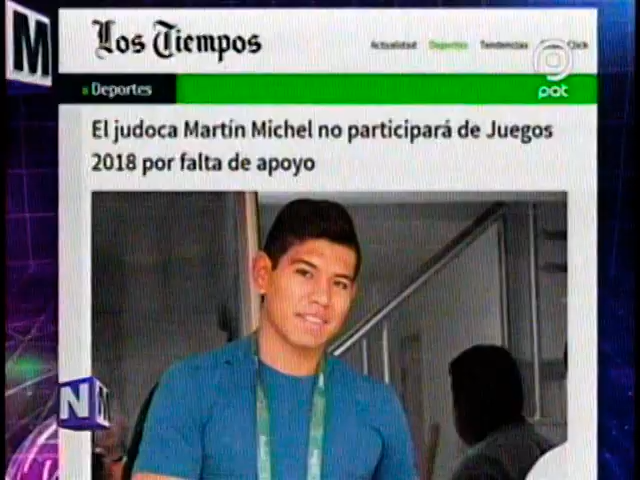 M
Los Tiempos
Actualidad Deportes Tendencias Click
pat
Deportes
El judoca Martín Michel no participará de Juegos
2018 por falta de apoyo
N